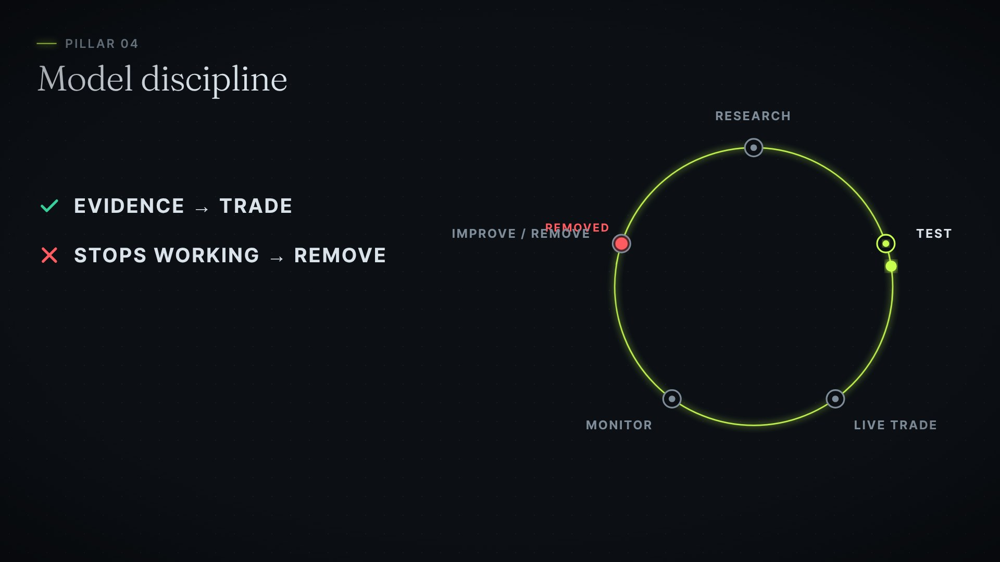 PILLAR 04
Model discipline
EVIDENCE → TRADE
STOPS WORKING → REMOVE
RESEARCH
REMOVED
IMPROVE / REMOVE
TEST
MONITOR
LIVE TRADE